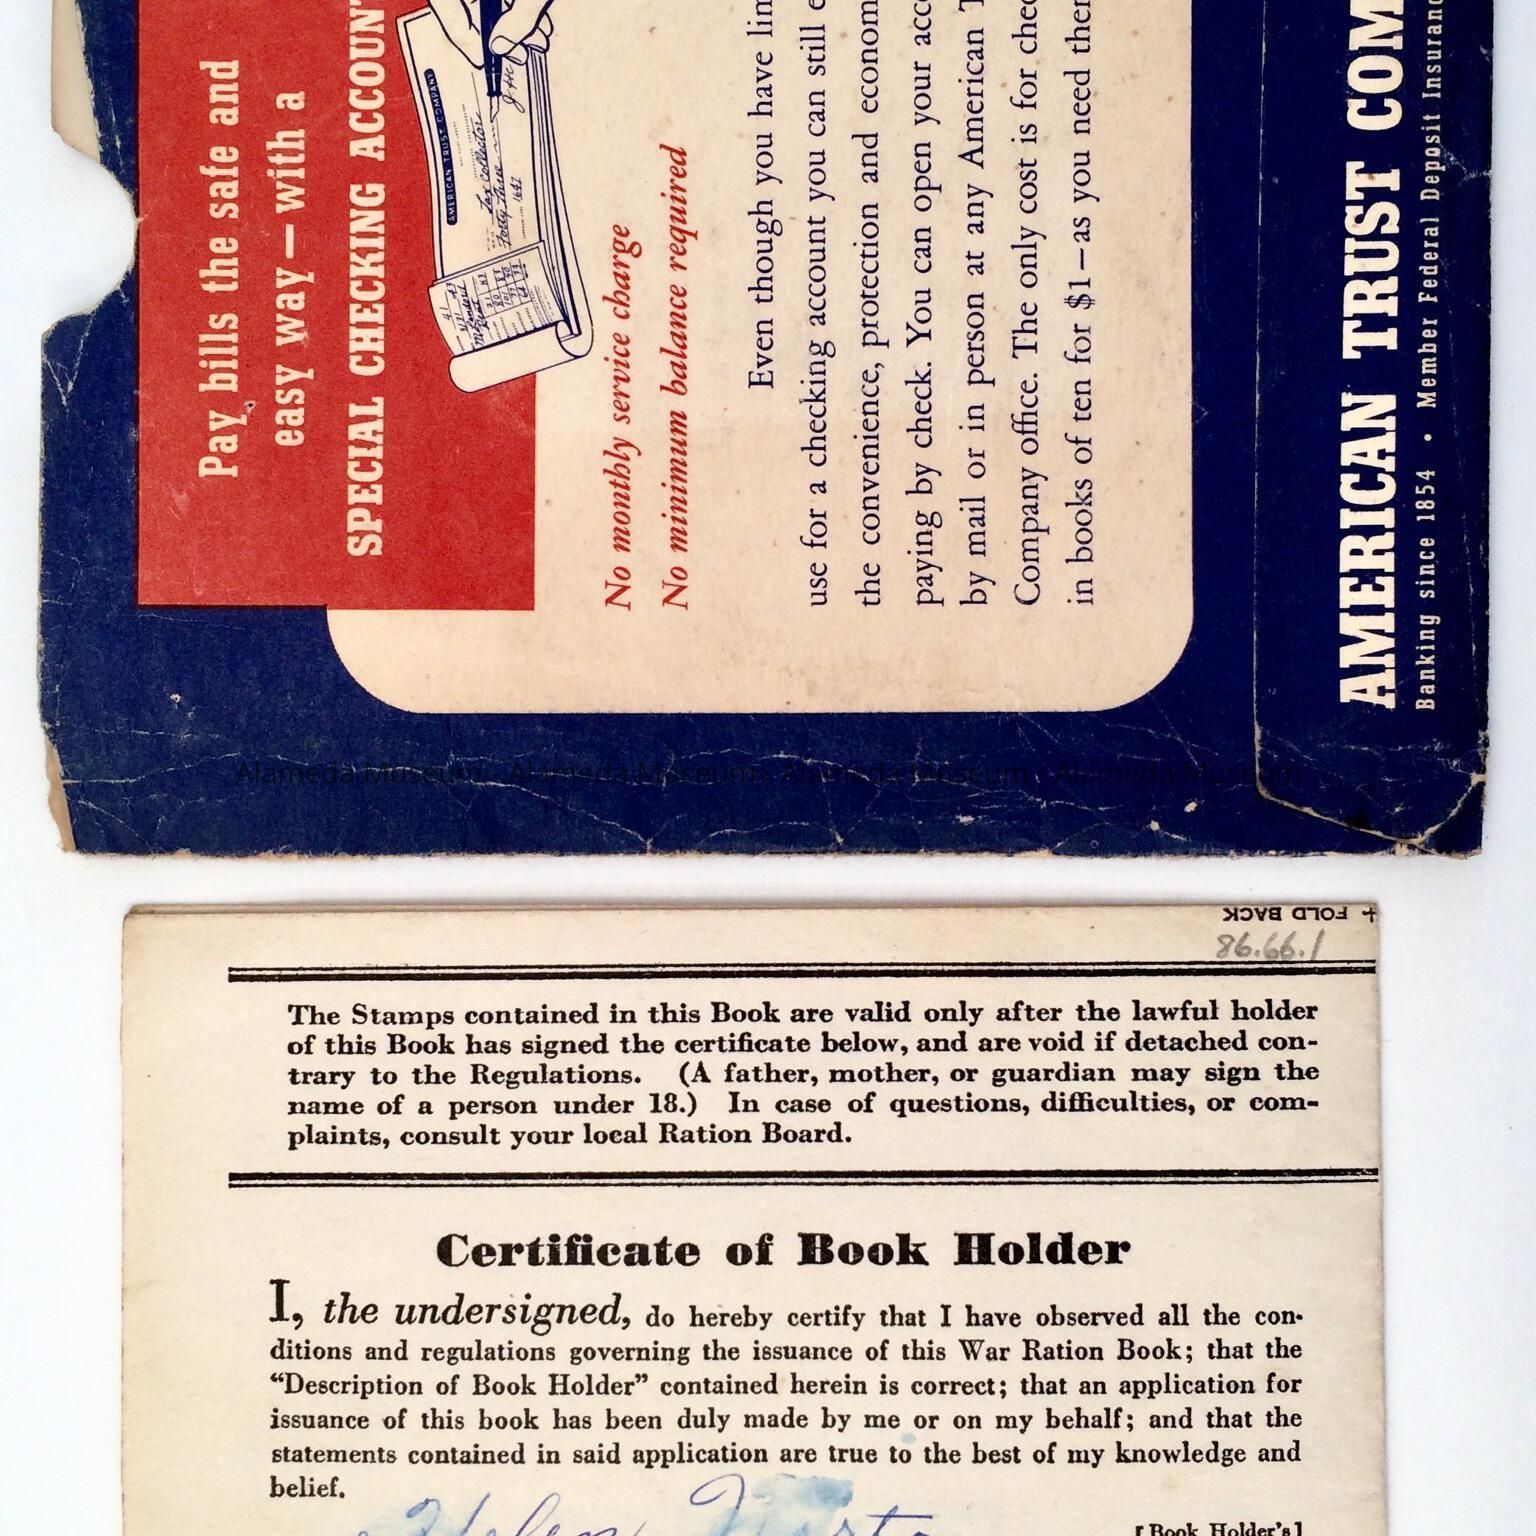 Pay bills the safe and
easy way—with a
SPECIAL CHECKING ACCOUNT
AMERICAN TRUST COMPANY
Tax Collector
Forty three
No monthly service charge
No minimum balance required
Even though you have lim
use for a checking account you can still e
the convenience, protection and econom
paying by check. You can open your acc
by mail or in person at any American T
Company office. The only cost is for chec
in books of ten for $1—as you need them
AMERICAN TRUST COM
Banking since 1854 • Member Federal Deposit Insuranc
Alameda Museum - Alameda Museum - Alameda Museum - Alameda Museum
+ FOLD BACK
86.66.1
The Stamps contained in this Book are valid only after the lawful holder
of this Book has signed the certificate below, and are void if detached con-
trary to the Regulations. (A father, mother, or guardian may sign the
name of a person under 18.) In case of questions, difficulties, or com-
plaints, consult your local Ration Board.
Certificate of Book Holder
I, the undersigned, do hereby certify that I have observed all the con-
ditions and regulations governing the issuance of this War Ration Book; that the
“Description of Book Holder” contained herein is correct; that an application for
issuance of this book has been duly made by me or on my behalf; and that the
statements contained in said application are true to the best of my knowledge and
belief.
Helen
[Book Holder's]